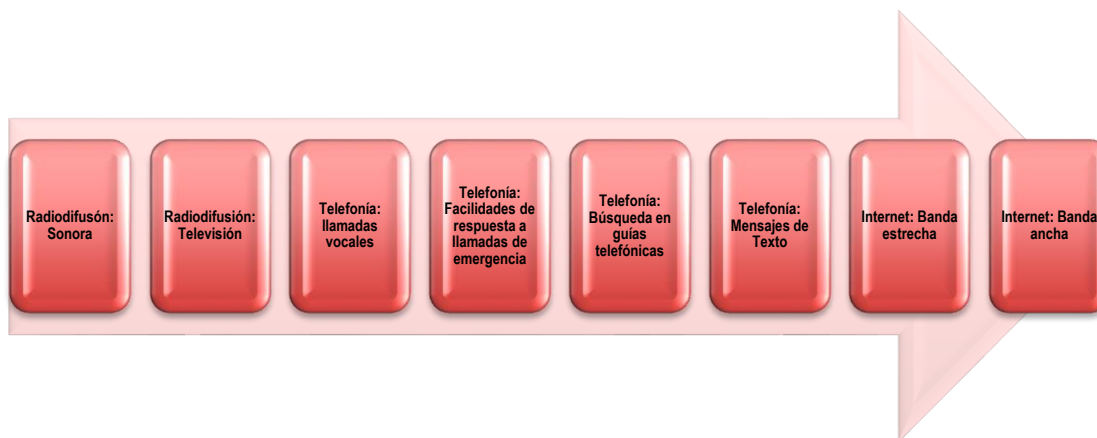 Radiodifusón:
Sonora
Radiodifusión:
Televisión
Telefonía:
llamadas
vocales
Telefonía:
Facilidades de
respuesta a
llamadas de
emergencia
Telefonía:
Búsqueda en
guías
telefónicas
Telefonía:
Mensajes de
Texto
Internet: Banda
estrecha
Internet: Banda
ancha